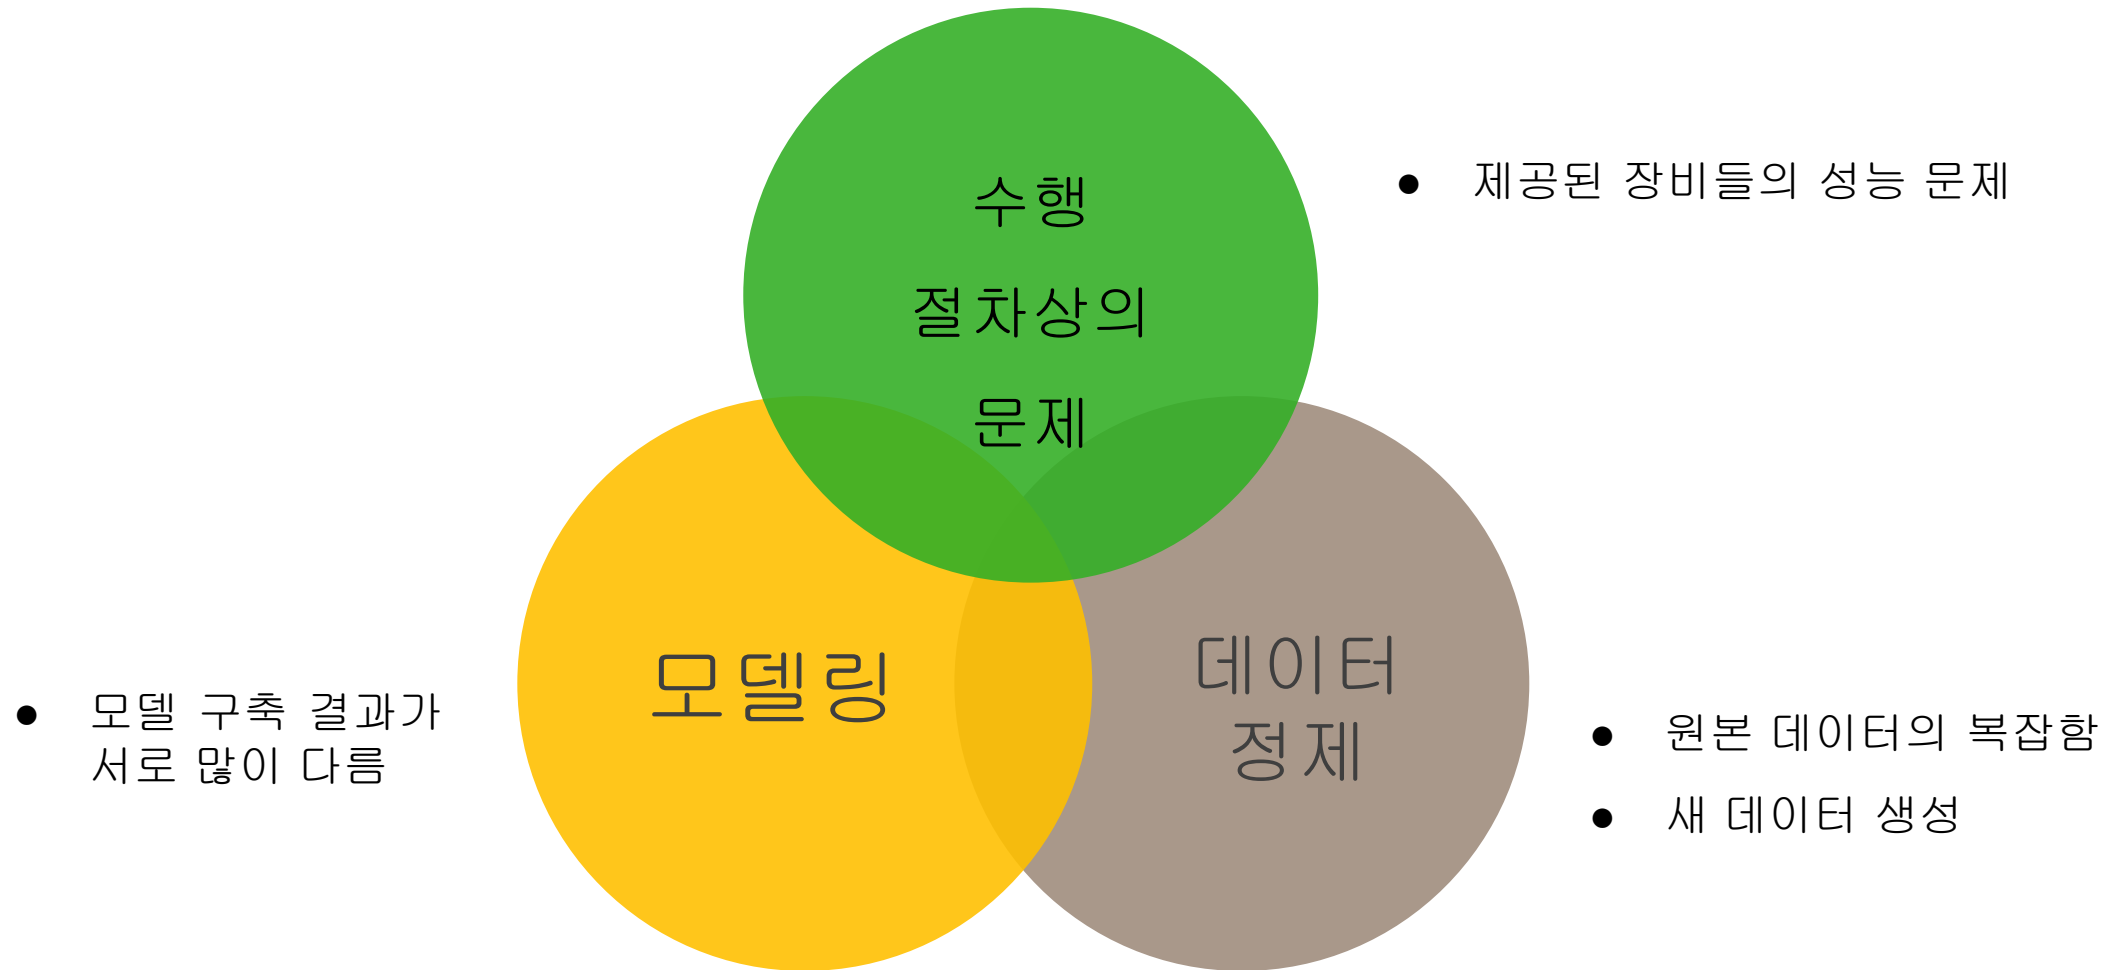 수행
절차상의
문제
● 제공된 장비들의 성능 문제
모델링
● 모델 구축 결과가
서로 많이 다름
데이터
정제
● 원본 데이터의 복잡함
● 새 데이터 생성